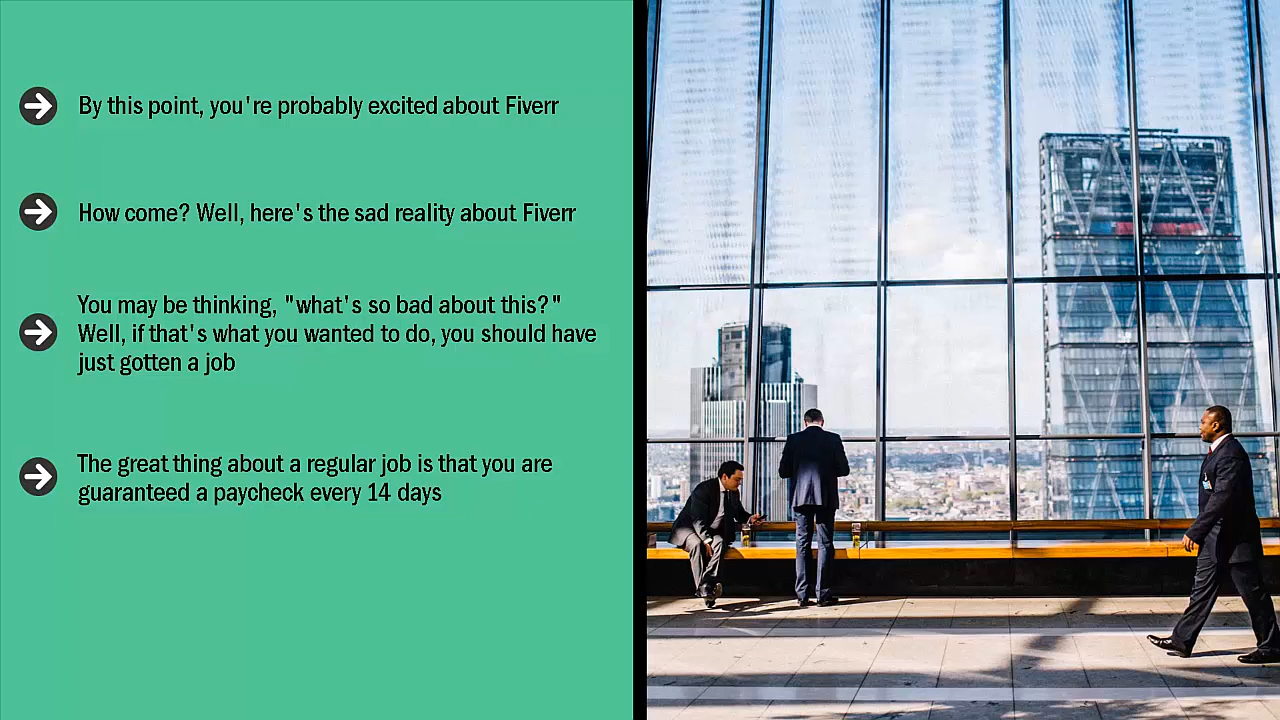 By this point, you're probably excited about Fiverr
How come? Well, here's the sad reality about Fiverr
You may be thinking, "what's so bad about this?"
Well, if that's what you wanted to do, you should have
just gotten a job
The great thing about a regular job is that you are
guaranteed a paycheck every 14 days